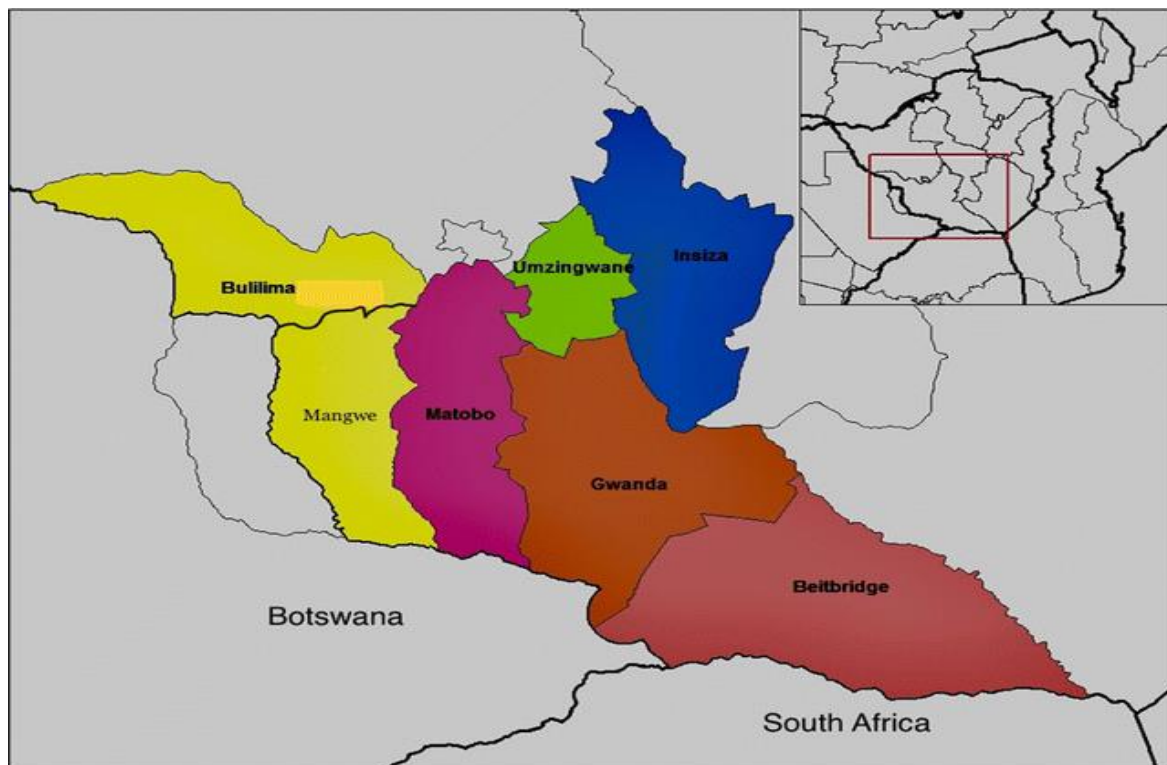 Umzingwane
Insiza
Bulilima
Mangwe
Matobo
Gwanda
Beitbridge
Botswana
South Africa